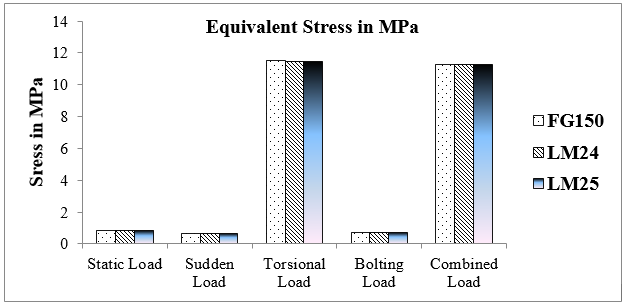 Equivalent Stress in MPa
Sress in MPa
14
12
10
8
6
4
2
0
Static Load
Sudden
Load
Torsional
Load
Bolting
Load
Combined
Load
FG150
LM24
LM25